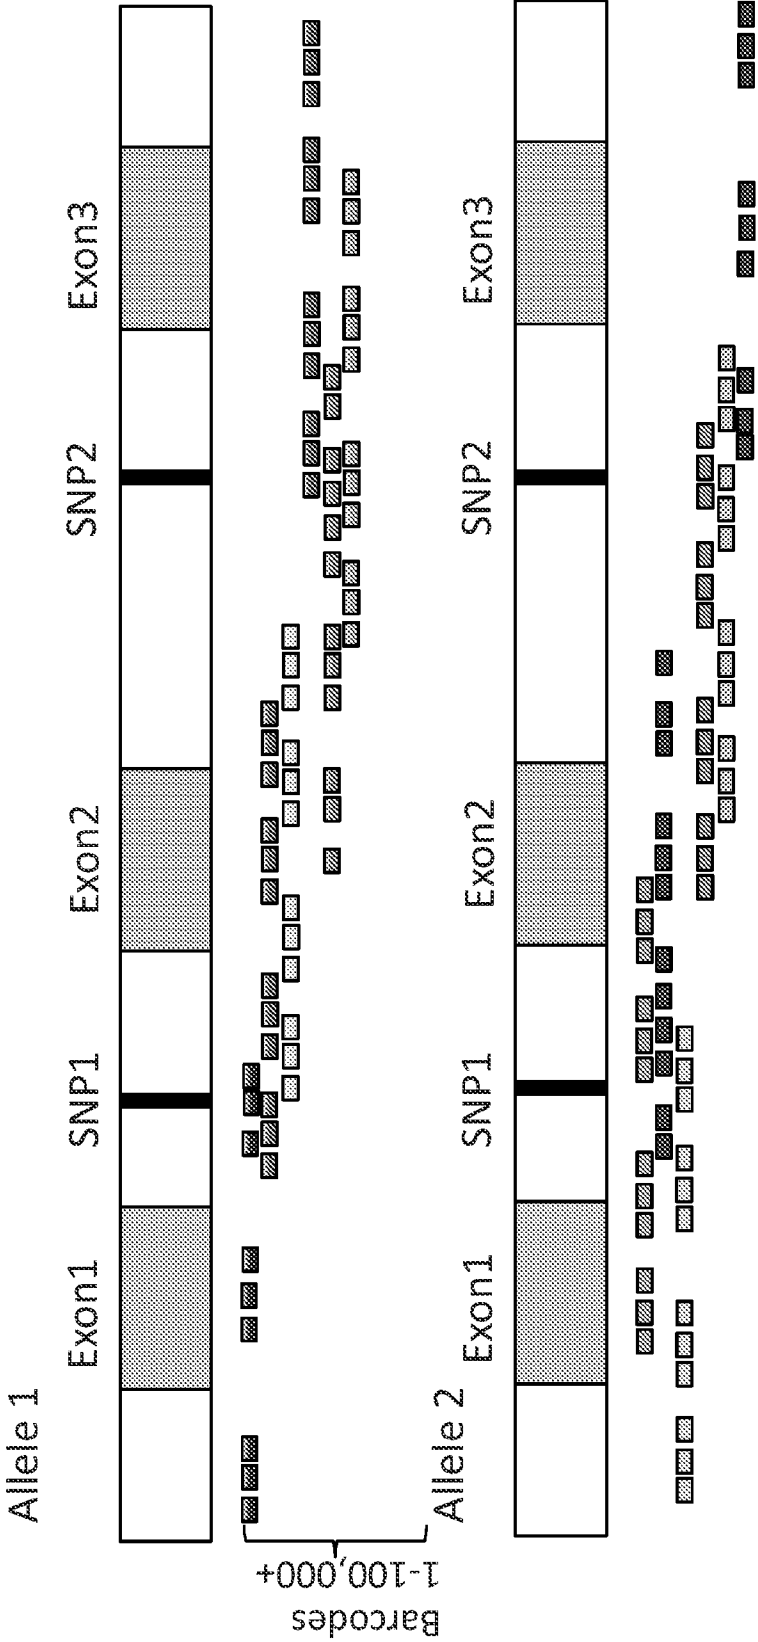 Allele 1
Exon1
SNP1
Exon2
SNP2
Exon3
Barcodes
1-100,000+
Allele 2
Exon1
SNP1
Exon2
SNP2
Exon3